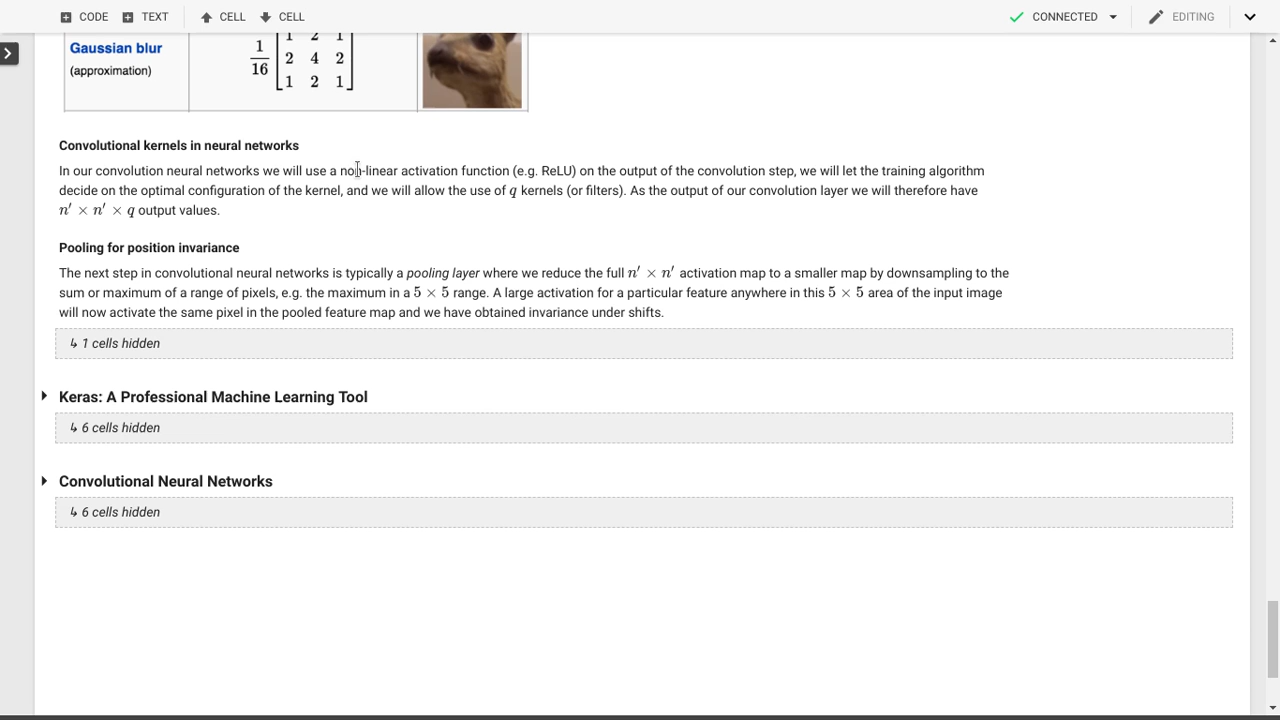 CODE TEXT CELL CELL CONNECTED EDITING
Gaussian blur
(approximation)
1
16
1 2 1
2 4 2
1 2 1
Convolutional kernels in neural networks
In our convolution neural networks we will use a non-linear activation function (e.g. ReLU) on the output of the convolution step, we will let the training algorithm
decide on the optimal configuration of the kernel, and we will allow the use of q kernels (or filters). As the output of our convolution layer we will therefore have
n′ × n′ × q output values.
Pooling for position invariance
The next step in convolutional neural networks is typically a pooling layer where we reduce the full n′ × n′ activation map to a smaller map by downsampling to the
sum or maximum of a range of pixels, e.g. the maximum in a 5 × 5 range. A large activation for a particular feature anywhere in this 5 × 5 area of the input image
will now activate the same pixel in the pooled feature map and we have obtained invariance under shifts.
↳ 1 cells hidden
Keras: A Professional Machine Learning Tool
↳ 6 cells hidden
Convolutional Neural Networks
↳ 6 cells hidden